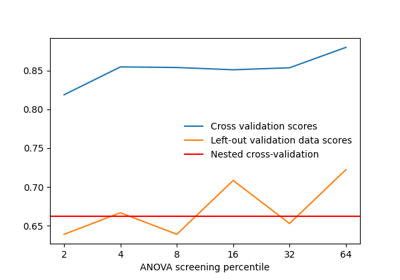 0.85
0.80
0.75
0.70
0.65
Cross validation scores
Left-out validation data scores
Nested cross-validation
2 4 8 16 32 64
ANOVA screening percentile